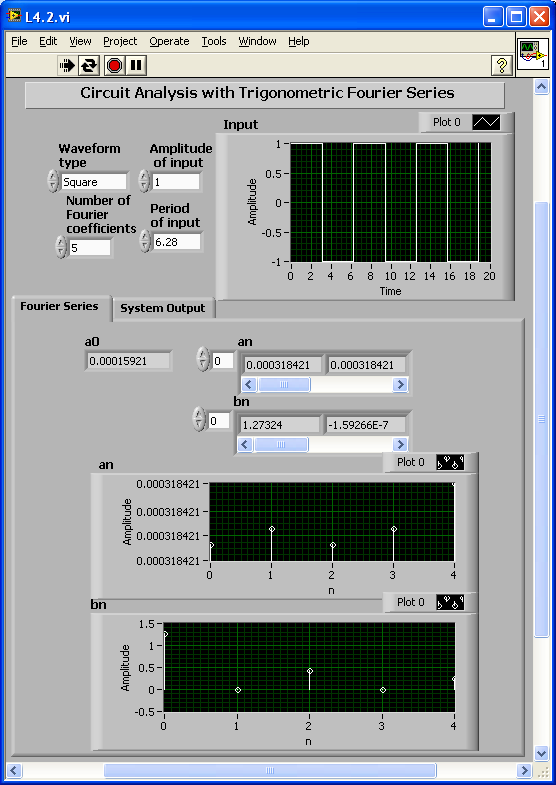 L4.2.vi
File Edit View Project Operate Tools Window Help
?
1
Circuit Analysis with Trigonometric Fourier Series
Waveform
type
Square
Amplitude
of input
1
Number of
Fourier
coefficients
5
Period
of input
6.28
Input
Plot 0
1
0.5
0
-0.5
-1
Amplitude
0 2 4 6 8 10 12 14 16 18 20
Time
Fourier Series
System Output
a0
0.00015921
an
0
0.000318421 0.000318421
bn
0
1.27324 -1.59266E-7
an
Plot 0
0.000318421
0.000318421
0.000318421
0.000318421
Amplitude
0 1 2 3 4
n
bn
Plot 0
1.5
1
0.5
0
-0.5
Amplitude
0 1 2 3 4
n